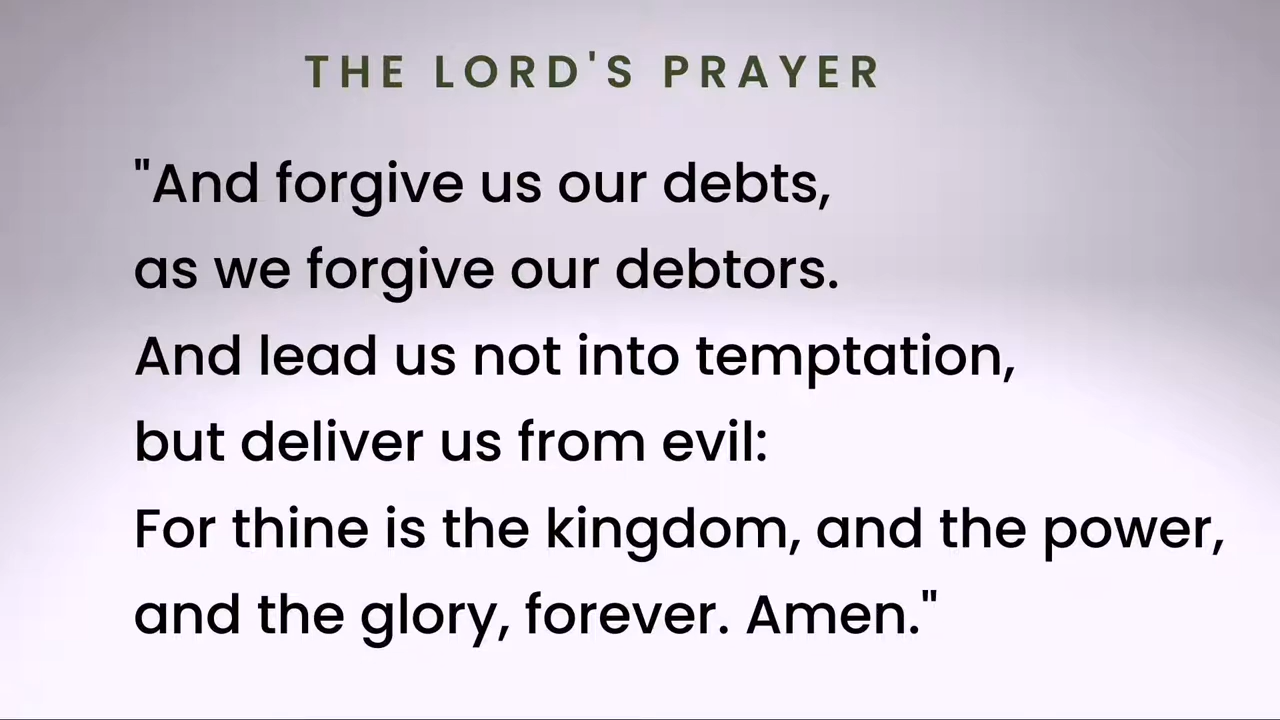 THE LORD'S PRAYER
"And forgive us our debts,
as we forgive our debtors.
And lead us not into temptation,
but deliver us from evil:
For thine is the kingdom, and the power,
and the glory, forever. Amen."